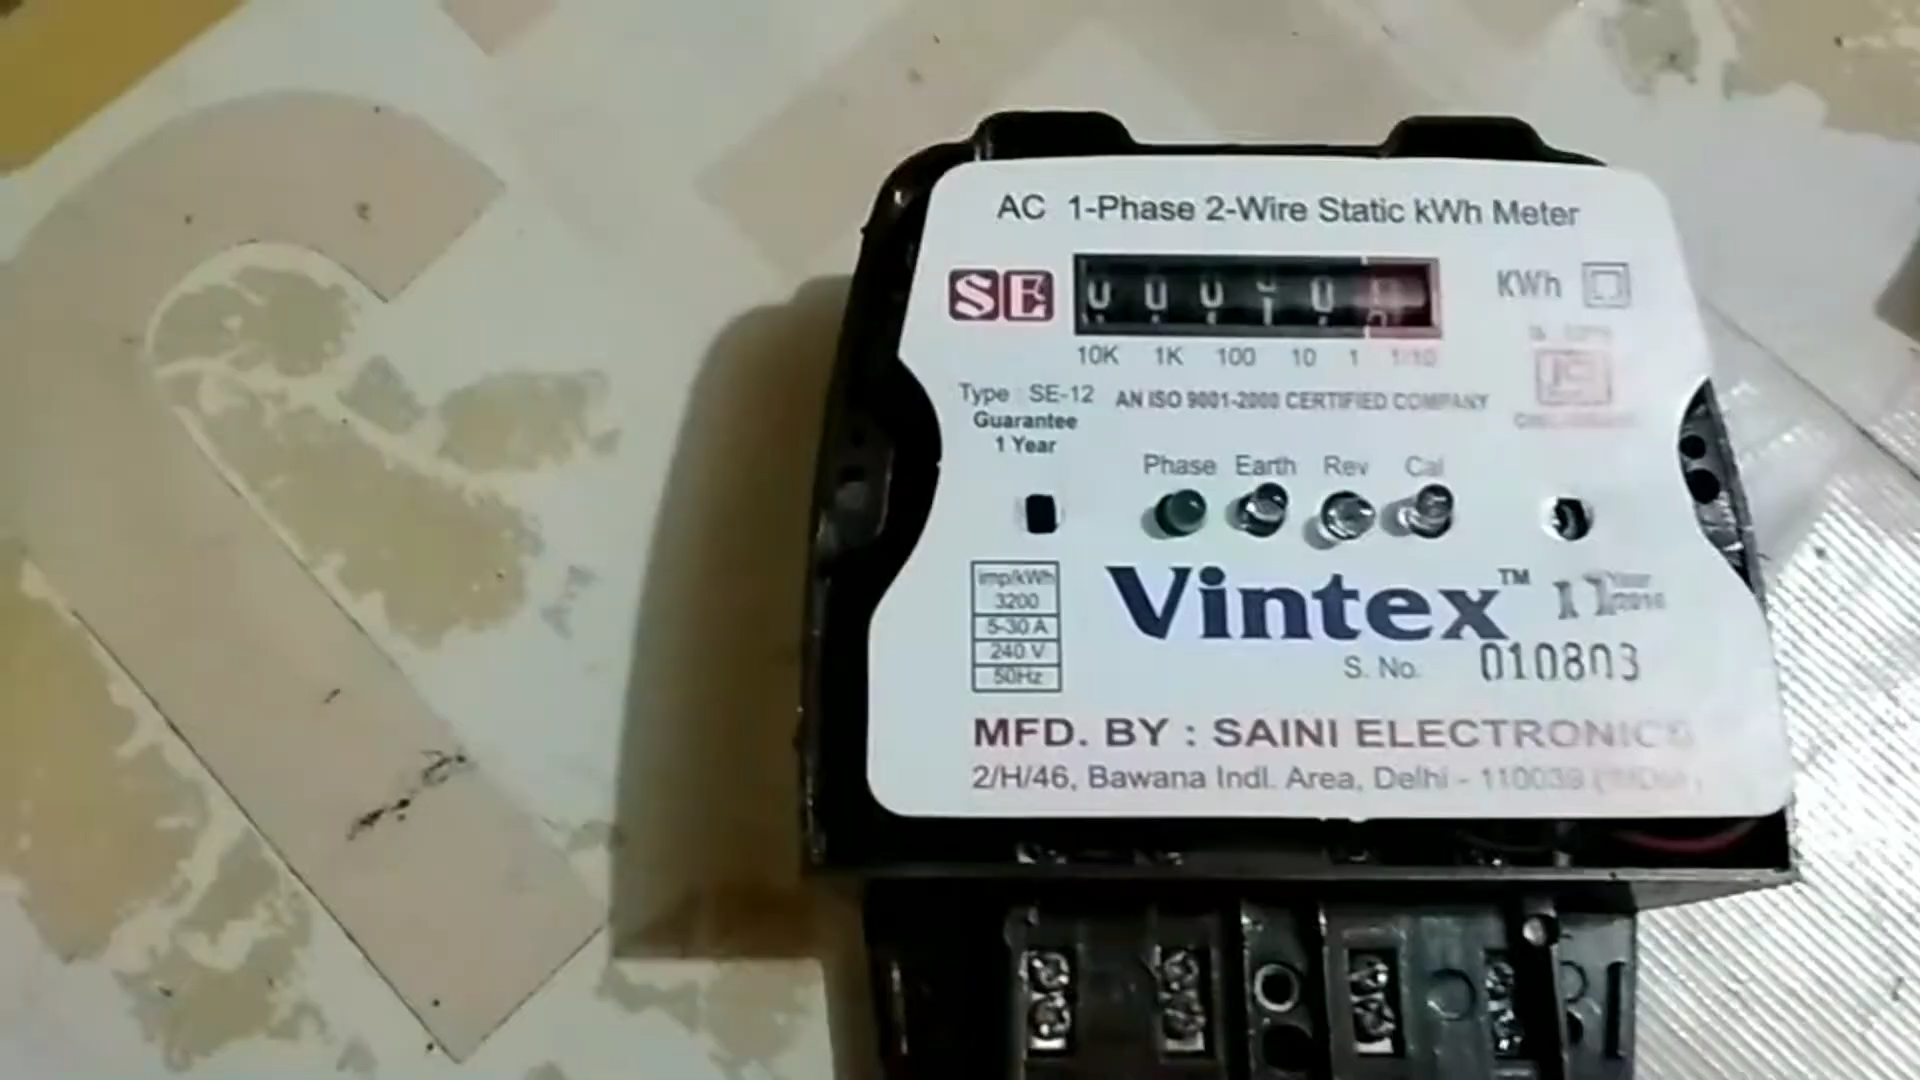 AC 1-Phase 2-Wire Static kWh Meter
SE
KWh
10K 1K 100 10 1 1/10
Type SE-12
AN ISO 9001-2000 CERTIFIED COMPANY
Guarantee
1 Year
Phase Earth Rev Cal
imp/kWh
3200
5-30 A
240 V
50Hz
Vintex™
Year
S. No. 010803
MFD. BY : SAINI ELECTRONICS
2/H/46, Bawana Indl. Area, Delhi - 110039